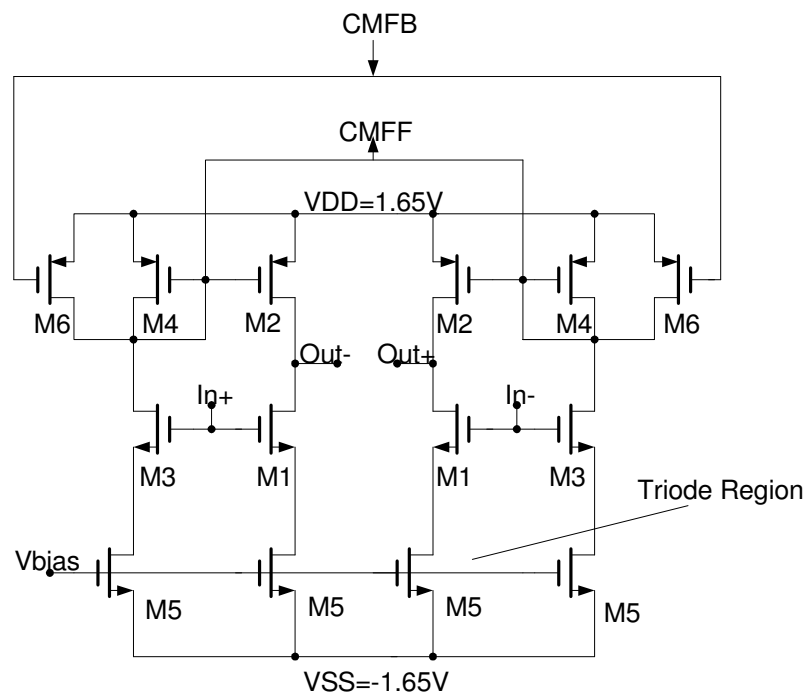 CMFB
CMFF
VDD=1.65V
M6
M4
M2
M2
M4
M6
Out-
Out+
In+
In-
M3
M1
M1
M3
Triode Region
Vbias
M5
M5
M5
M5
VSS=-1.65V